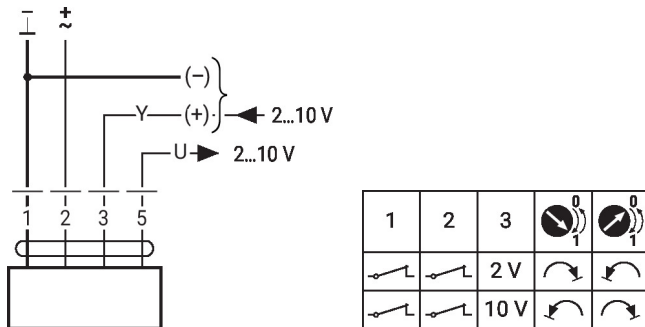 – +
⊥ ~
(–)
Y (+) 2...10 V
U 2...10 V
1 2 3 5
1 2 3 0 1 0 1
2 V
10 V